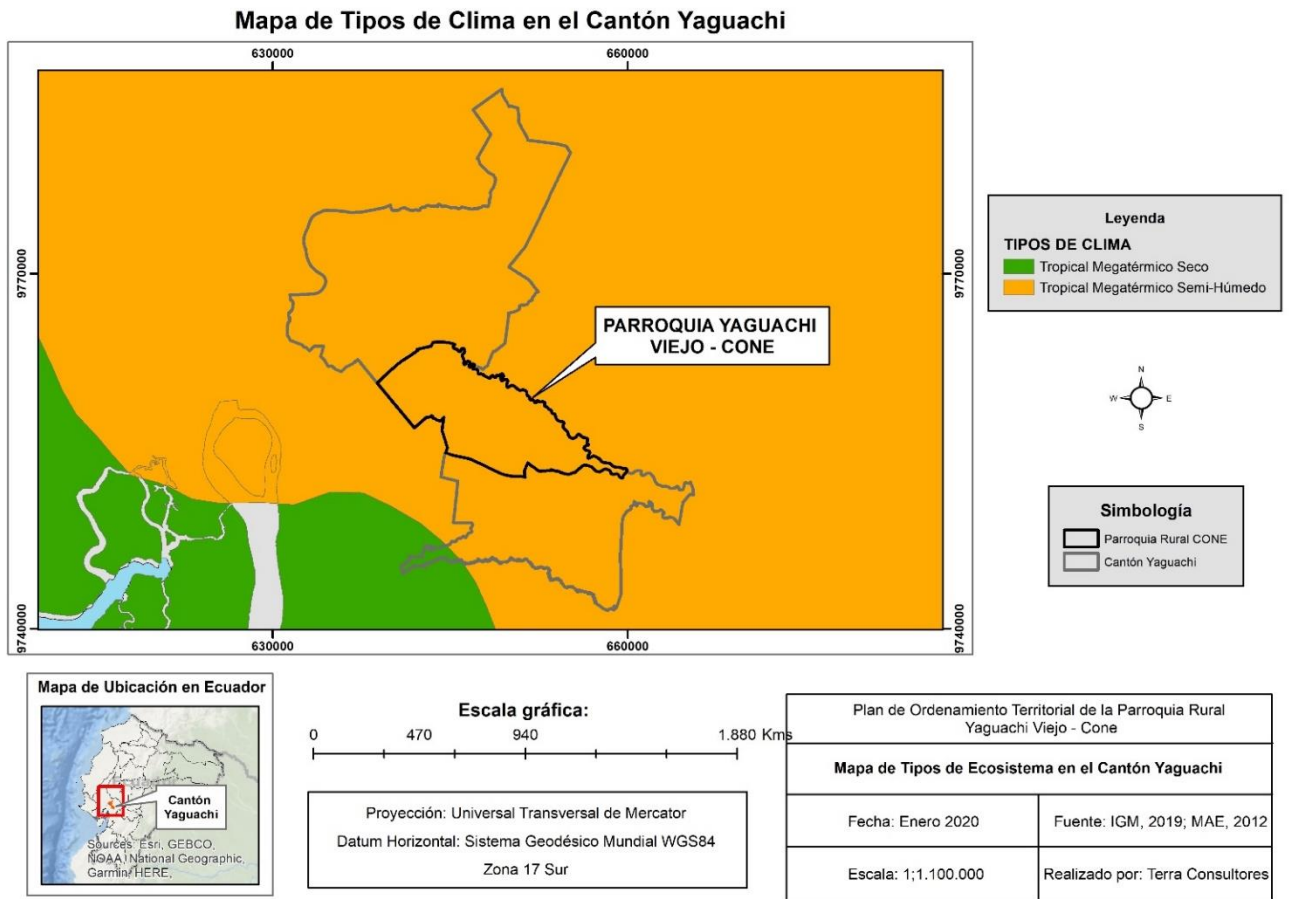 Mapa de Tipos de Clima en el Cantón Yaguachi
630000
660000
9770000
9770000
PARROQUIA YAGUACHI
VIEJO - CONE
9740000
9740000
630000
660000
Leyenda
TIPOS DE CLIMA
Tropical Megatérmico Seco
Tropical Megatérmico Semi-Húmedo
N
W
E
S
Simbología
Parroquia Rural CONE
Cantón Yaguachi
Mapa de Ubicación en Ecuador
Ecuador
Cantón
Yaguachi
Sources: Esri, GEBCO,
NOAA, National Geographic,
Garmin, HERE,
Escala gráfica:
0 470 940 1.880 Kms
Proyección: Universal Transversal de Mercator
Datum Horizontal: Sistema Geodésico Mundial WGS84
Zona 17 Sur
Plan de Ordenamiento Territorial de la Parroquia Rural
Yaguachi Viejo - Cone
Mapa de Tipos de Ecosistema en el Cantón Yaguachi
Fecha: Enero 2020
Fuente: IGM, 2019; MAE, 2012
Escala: 1;1.100.000
Realizado por: Terra Consultores